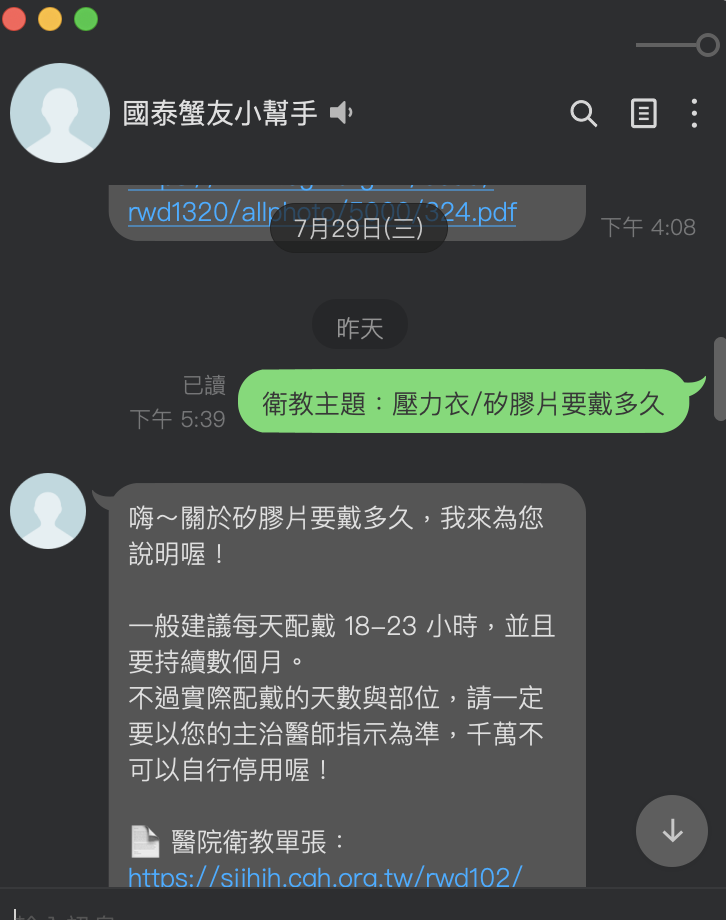 國泰蟹友小幫手
rwd1320/allphoto/5000/324.pdf
下午 4:08
7月29日(三)
昨天
已讀
下午 5:39
衛教主題：壓力衣/矽膠片要戴多久
嗨～關於矽膠片要戴多久，我來為您
說明喔！
一般建議每天配戴 18–23 小時，並且
要持續數個月。
不過實際配戴的天數與部位，請一定
要以您的主治醫師指示為準，千萬不
可以自行停用喔！
醫院衛教單張：
https://sijhih.cgh.org.tw/rwd102/